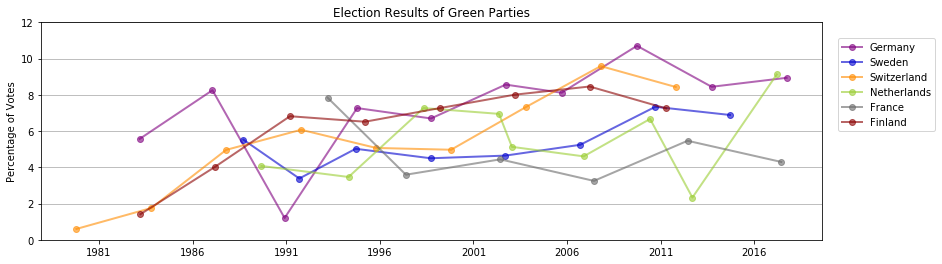 Election Results of Green Parties
Percentage of Votes
12
10
8
6
4
2
0
1981
1986
1991
1996
2001
2006
2011
2016
Germany
Sweden
Switzerland
Netherlands
France
Finland